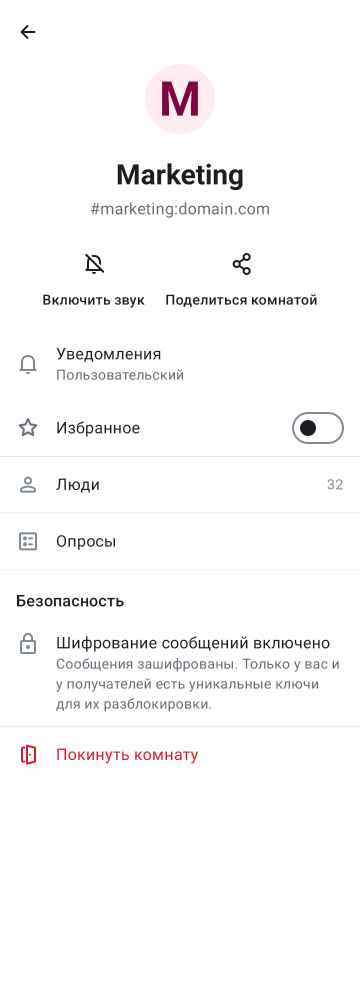 M
Marketing
#marketing:domain.com
Включить звук
Поделиться комнатой
Уведомления
Пользовательский
Избранное
Люди
32
Опросы
Безопасность
Шифрование сообщений включено
Сообщения зашифрованы. Только у вас и
у получателей есть уникальные ключи
для их разблокировки.
Покинуть комнату